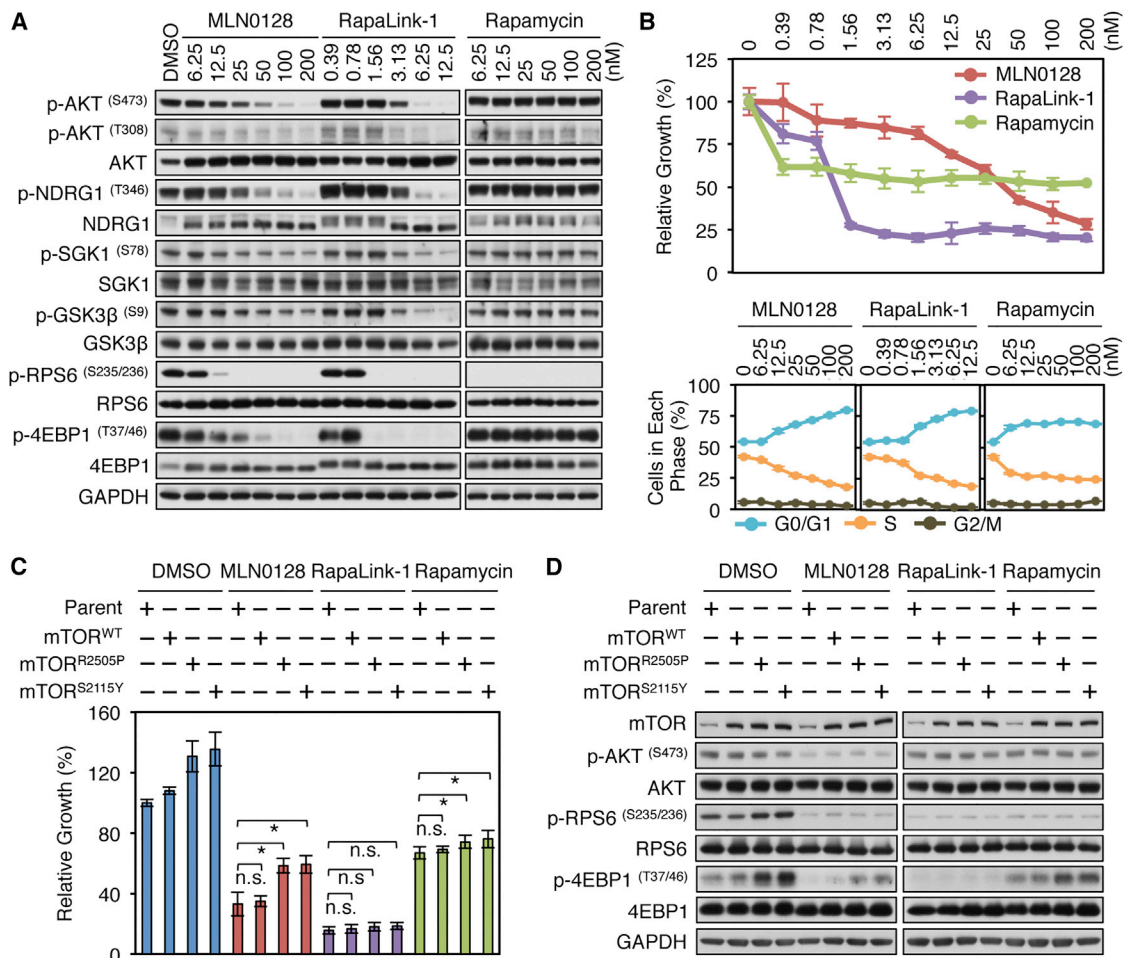 A
MLN0128 RapaLink-1 Rapamycin
DMSO 6.25 12.5 25 50 100 200 0.39 0.78 1.56 3.13 6.25 12.5 6.25 12.5 25 50 100 200 (nM)
p-AKT (S473)
p-AKT (T308)
AKT
p-NDRG1 (T346)
NDRG1
p-SGK1 (S78)
SGK1
p-GSK3β (S9)
GSK3β
p-RPS6 (S235/236)
RPS6
p-4EBP1 (T37/46)
4EBP1
GAPDH
B
0 0.39 0.78 1.56 3.13 6.25 12.5 25 50 100 200 (nM)
Relative Growth (%)
125
100
75
50
25
0
MLN0128
RapaLink-1
Rapamycin
MLN0128 RapaLink-1 Rapamycin
0 6.25 12.5 25 50 100 200 0 0.39 0.78 1.56 3.13 6.25 12.5 0 6.25 12.5 25 50 100 200 (nM)
Cells in Each
Phase (%)
100
75
50
25
0
G0/G1 S G2/M
C
DMSO MLN0128 RapaLink-1 Rapamycin
Parent + − − − + − − − + − − − + − − −
mTORWT − + − − − + − − − + − − − + − −
mTORR2505P − − + − − − + − − − + − − − + −
mTORS2115Y − − − + − − − + − − − + − − − +
Relative Growth (%)
160
120
80
40
0
n.s. * *
n.s. n.s n.s.
n.s. * *
D
DMSO MLN0128 RapaLink-1 Rapamycin
Parent + − − − + − − − + − − − + − − −
mTORWT − + − − − + − − − + − − − + − −
mTORR2505P − − + − − − + − − − + − − − + −
mTORS2115Y − − − + − − − + − − − + − − − +
mTOR
p-AKT (S473)
AKT
p-RPS6 (S235/236)
RPS6
p-4EBP1 (T37/46)
4EBP1
GAPDH